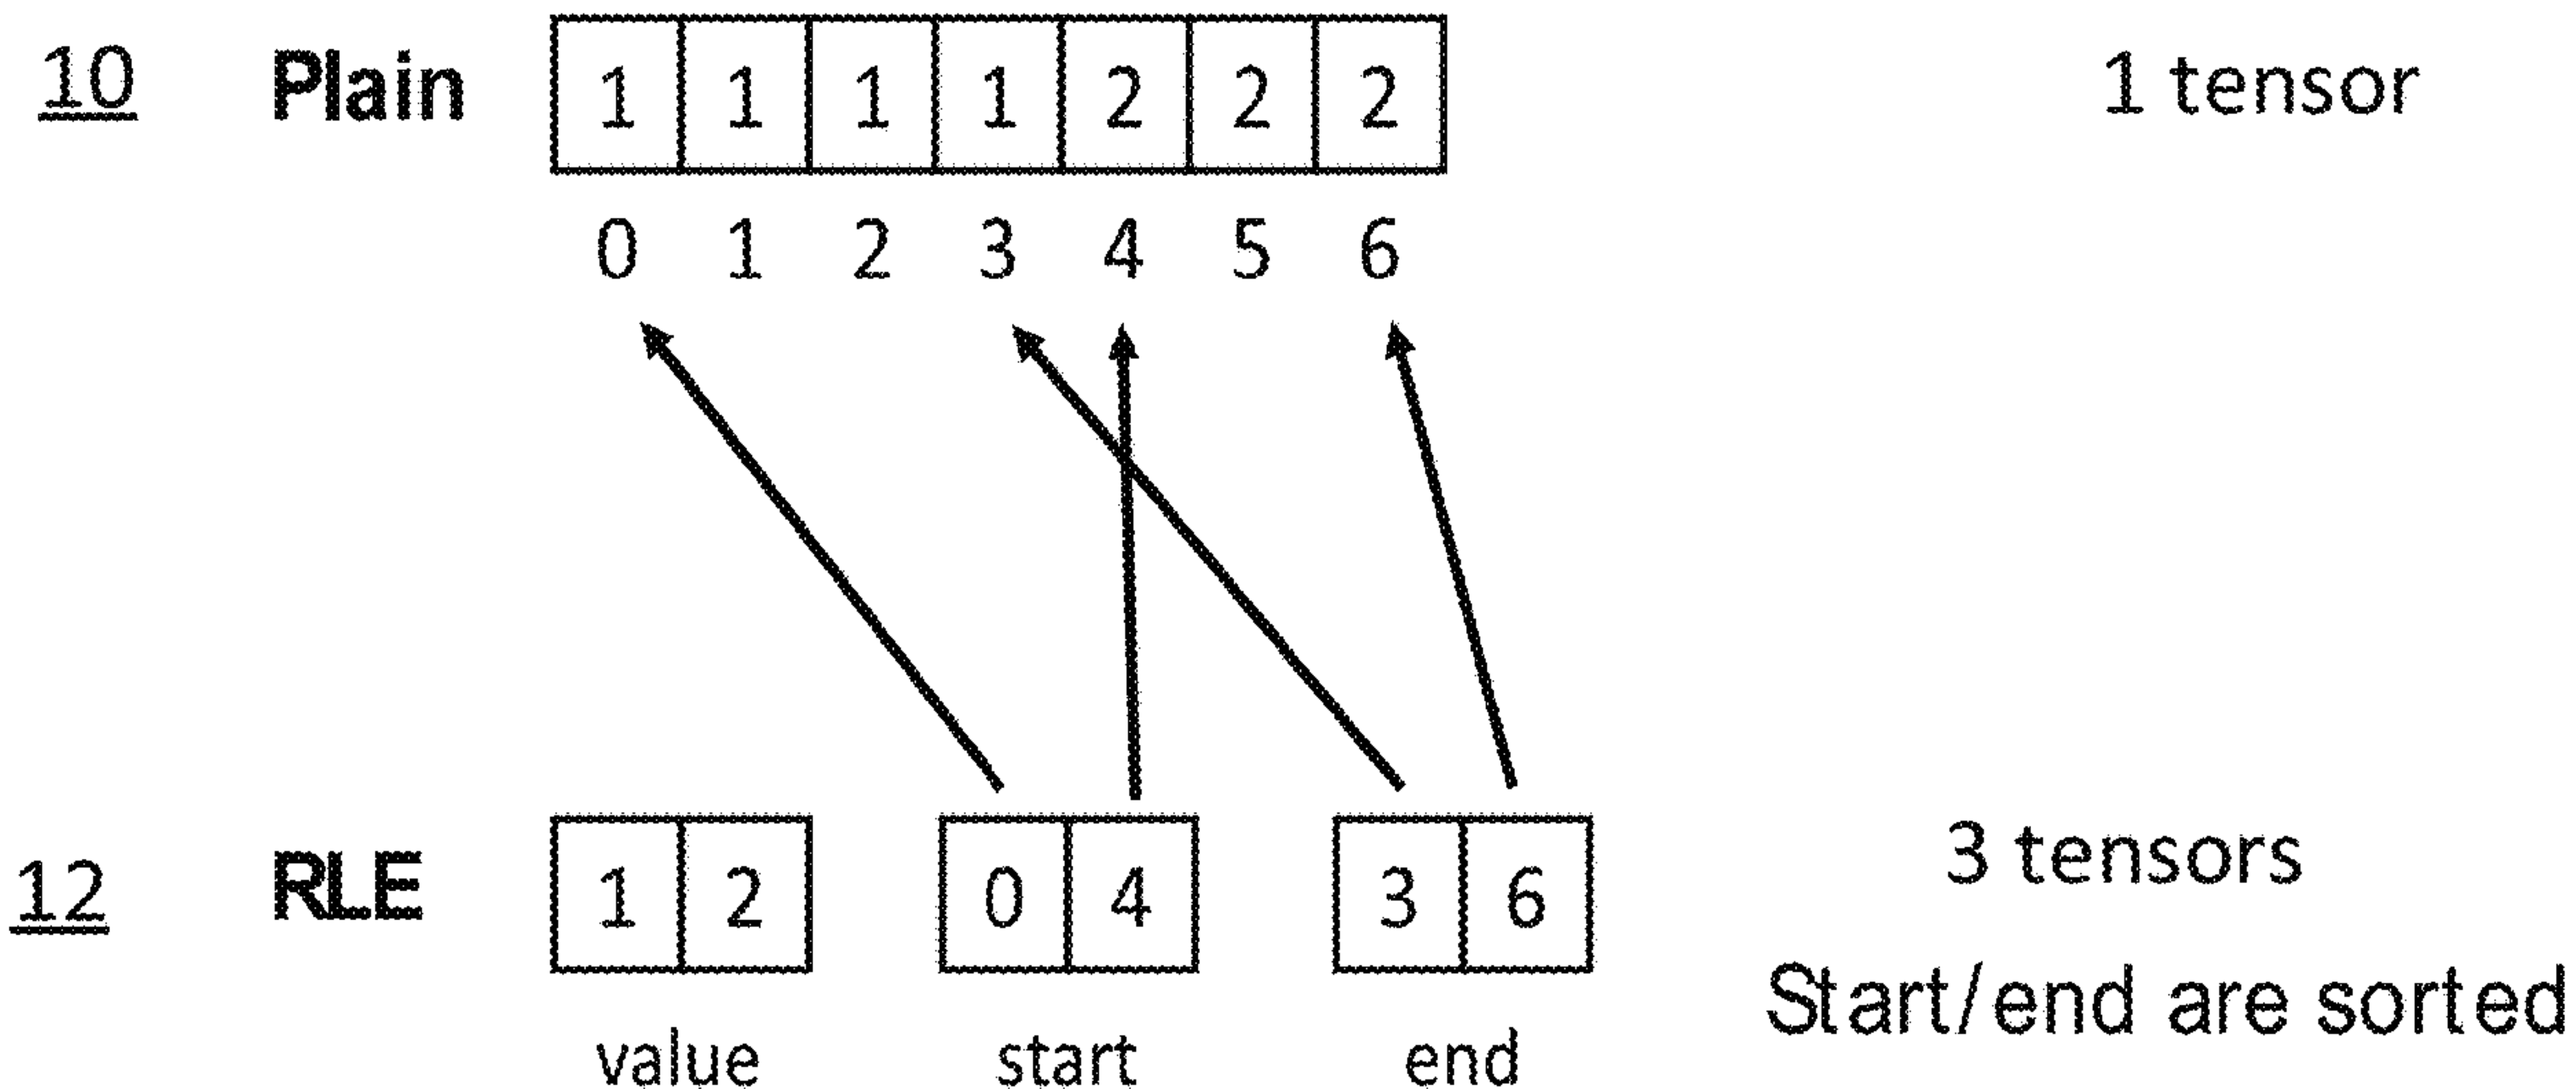 10 Plain 1 1 1 1 2 2 2 1 tensor
0 1 2 3 4 5 6
12 RLE 1 2 0 4 3 6 3 tensors
Start/end are sorted
value start end